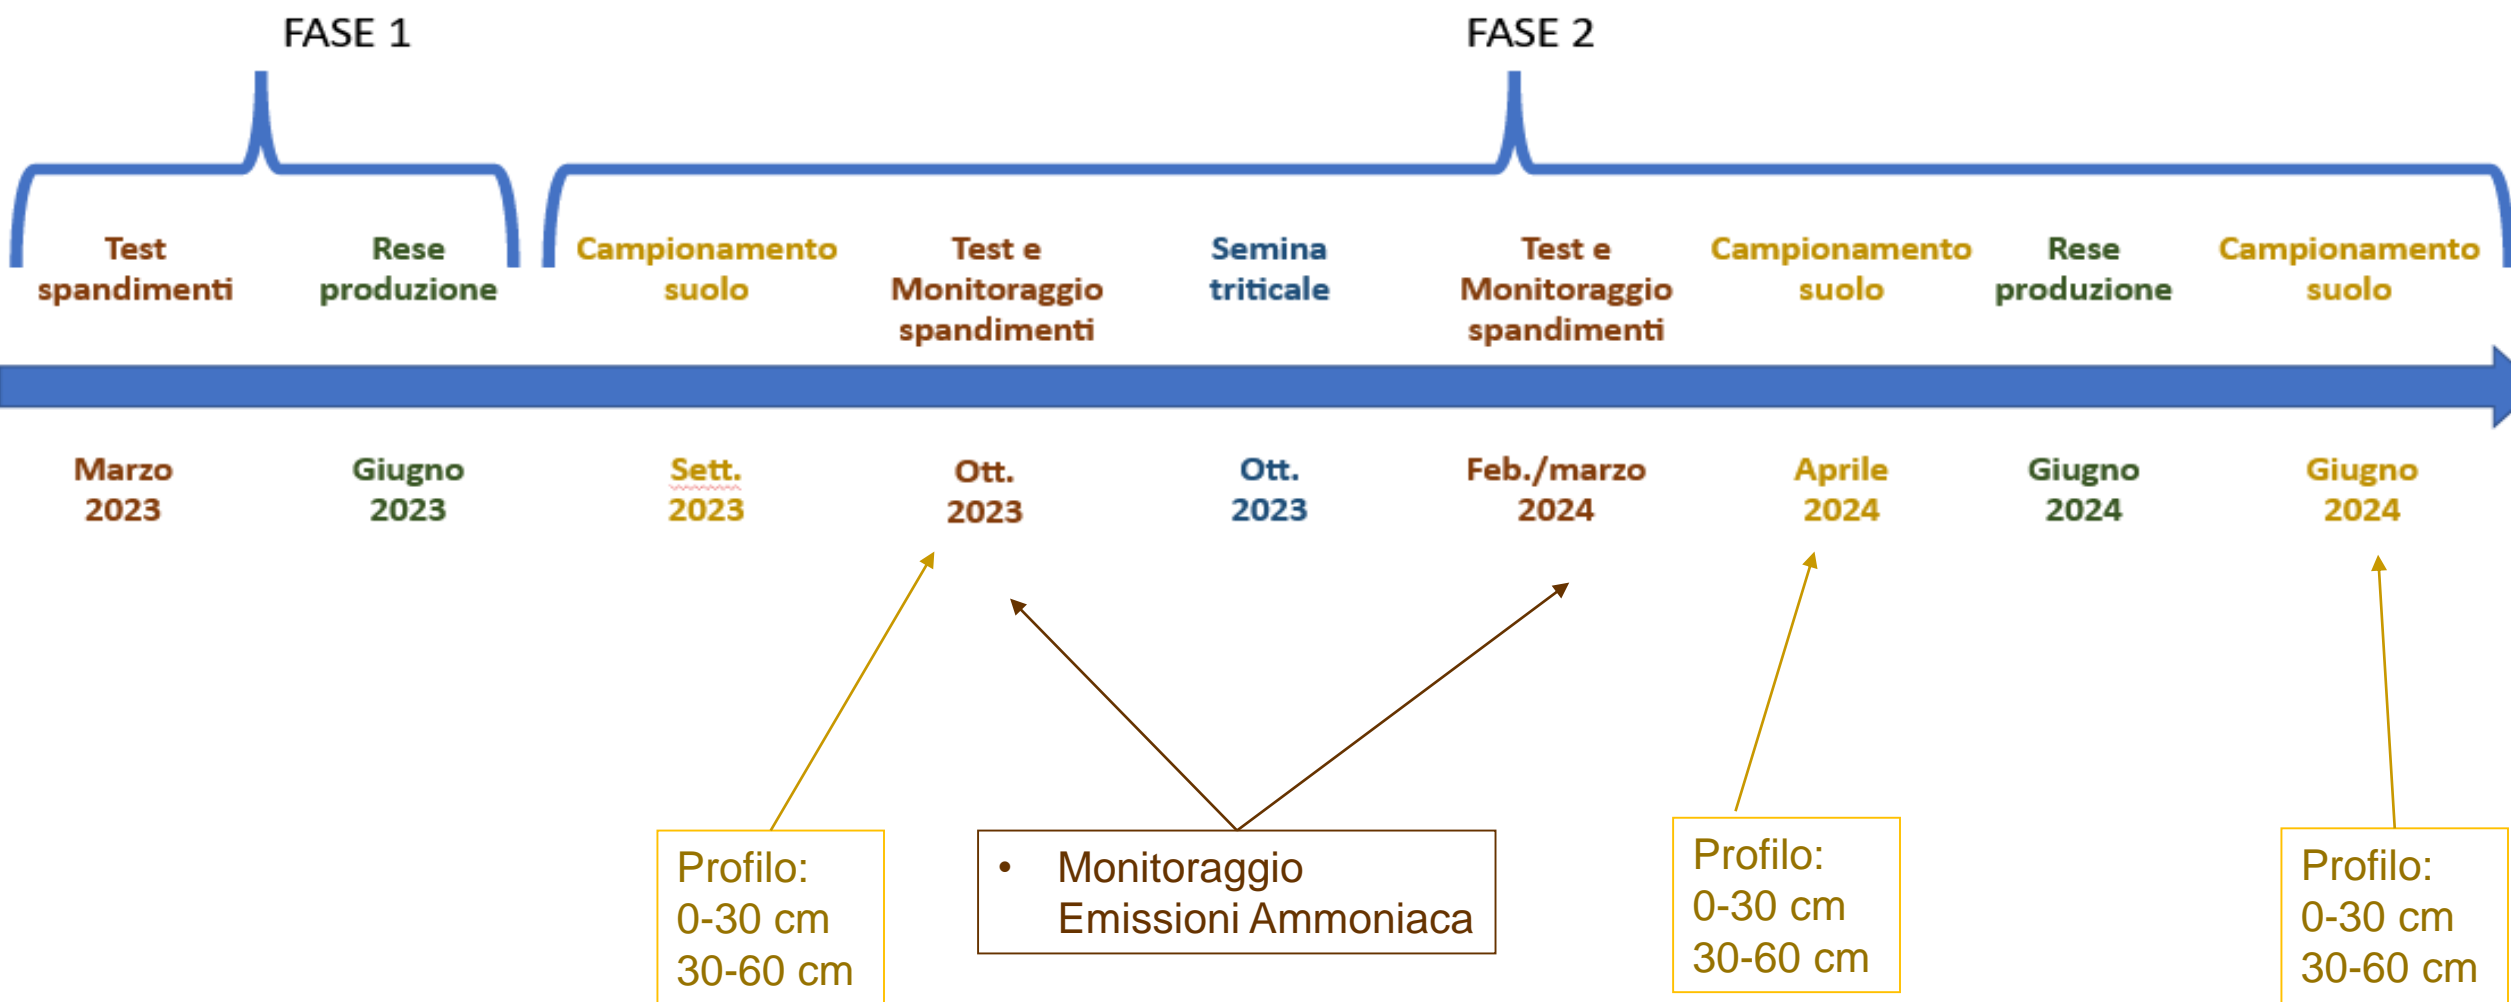 FASE 1
FASE 2
Test
spandimenti
Rese
produzione
Campionamento
suolo
Test e
Monitoraggio
spandimenti
Semina
triticale
Test e
Monitoraggio
spandimenti
Campionamento
suolo
Rese
produzione
Campionamento
suolo
Marzo
2023
Giugno
2023
Sett.
2023
Ott.
2023
Ott.
2023
Feb./marzo
2024
Aprile
2024
Giugno
2024
Giugno
2024
Profilo:
0-30 cm
30-60 cm
• Monitoraggio
Emissioni Ammoniaca
Profilo:
0-30 cm
30-60 cm
Profilo:
0-30 cm
30-60 cm